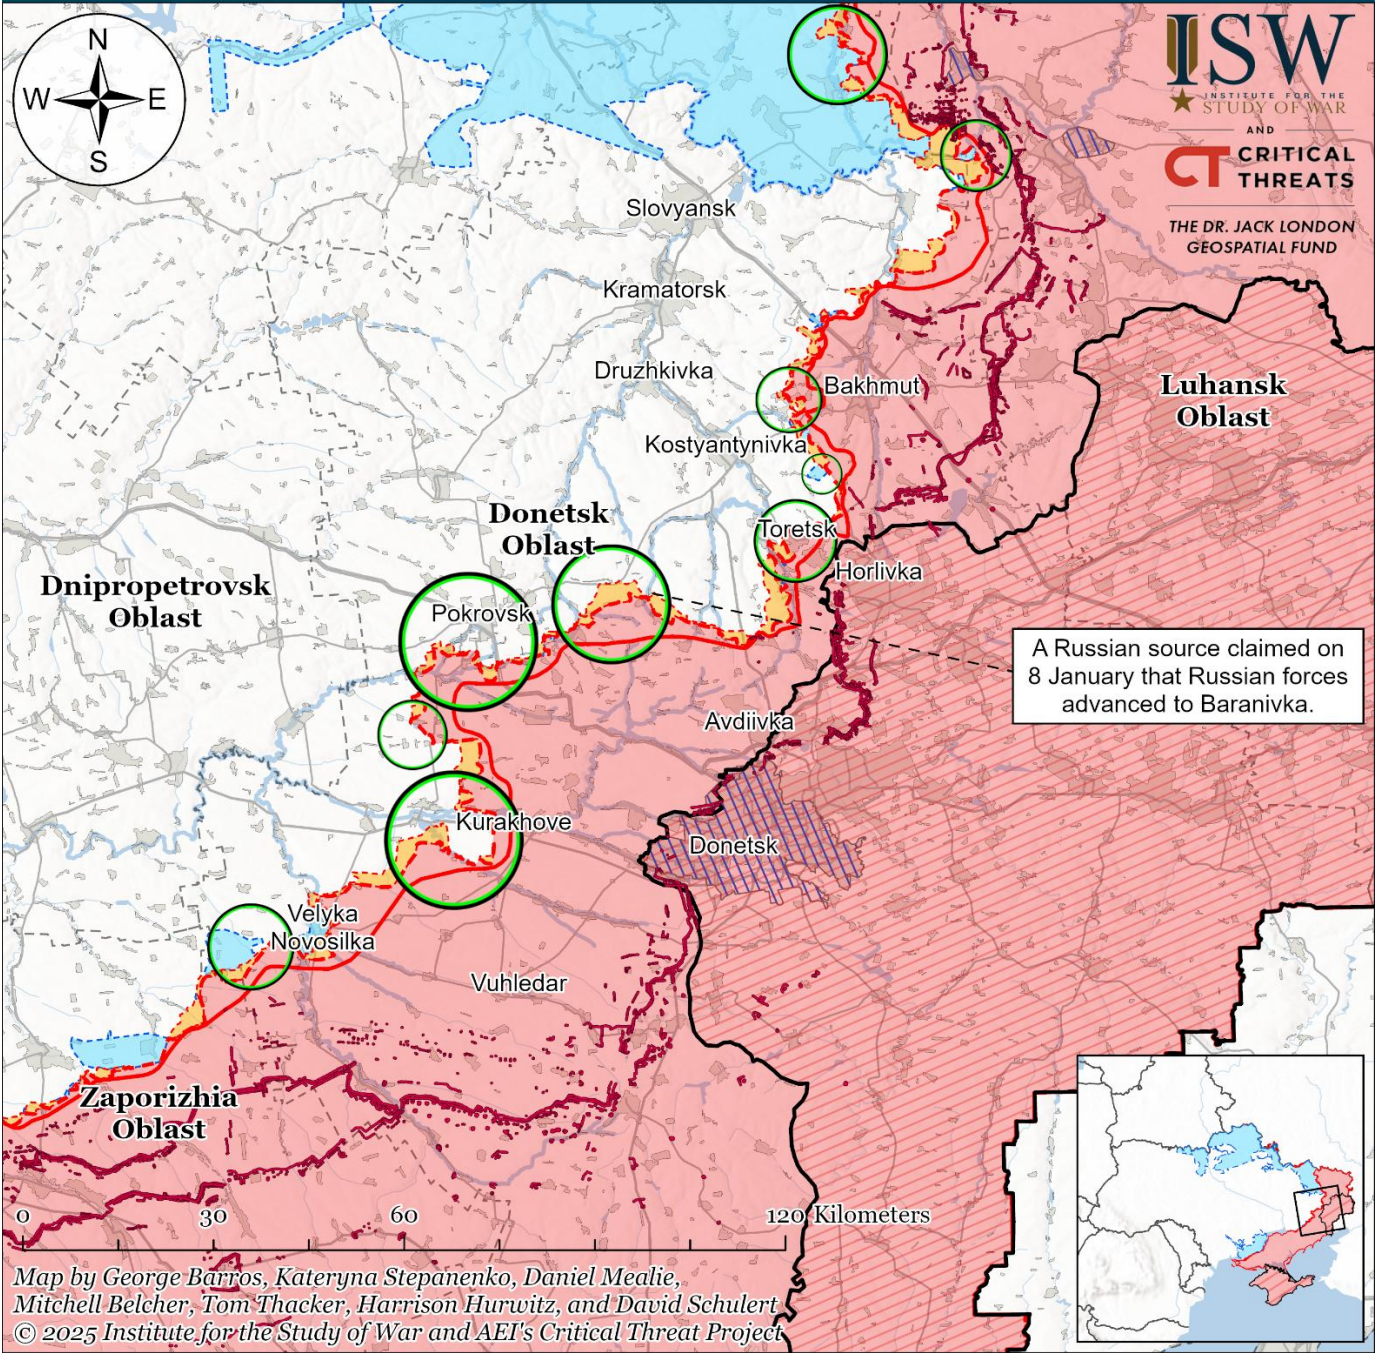 N
W E
S
ISW
INSTITUTE FOR THE
STUDY OF WAR
AND
CT CRITICAL
THREATS
THE DR. JACK LONDON
GEOSPATIAL FUND
Slovyansk
Kramatorsk
Druzhkivka
Bakhmut
Luhansk
Oblast
Kostyantynivka
Donetsk
Oblast
Toretsk
Horlivka
Dnipropetrovsk
Oblast
Pokrovsk
A Russian source claimed on
8 January that Russian forces
advanced to Baranivka.
Avdiivka
Kurakhove
Donetsk
Velyka
Novosilka
Vuhledar
Zaporizhia
Oblast
0 30 60 120 Kilometers
Map by George Barros, Kateryna Stepanenko, Daniel Mealie,
Mitchell Belcher, Tom Thacker, Harrison Hurwitz, and David Schulert
© 2025 Institute for the Study of War and AEI's Critical Threat Project